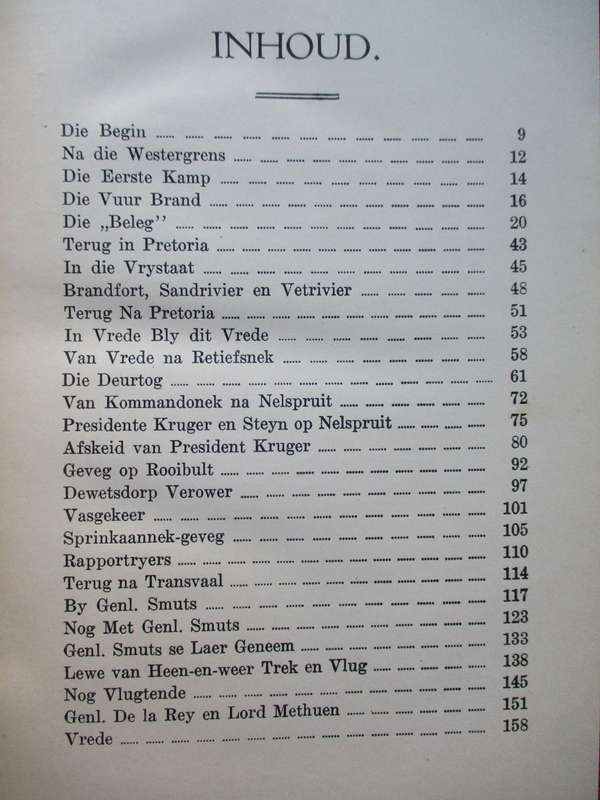 INHOUD.
Die Begin ...... 9
Na die Westergrens ...... 12
Die Eerste Kamp ...... 14
Die Vuur Brand ...... 16
Die „Beleg” ...... 20
Terug in Pretoria ...... 43
In die Vrystaat ...... 45
Brandfort, Sandrivier en Vetrivier ...... 48
Terug Na Pretoria ...... 51
In Vrede Bly dit Vrede ...... 53
Van Vrede na Retiefsnek ...... 58
Die Deurtog ...... 61
Van Kommandonek na Nelspruit ...... 72
Presidente Kruger en Steyn op Nelspruit ...... 75
Afskeid van President Kruger ...... 80
Geveg op Rooibult ...... 92
Dewetsdorp Verower ...... 97
Vasgekeer ...... 101
Sprinkaannek-geveg ...... 105
Rapportryers ...... 110
Terug na Transvaal ...... 114
By Genl. Smuts ...... 117
Nog Met Genl. Smuts ...... 123
Genl. Smuts se Laer Geneem ...... 133
Lewe van Heen-en-weer Trek en Vlug ...... 138
Nog Vlugtende ...... 145
Genl. De la Rey en Lord Methuen ...... 151
Vrede ...... 158